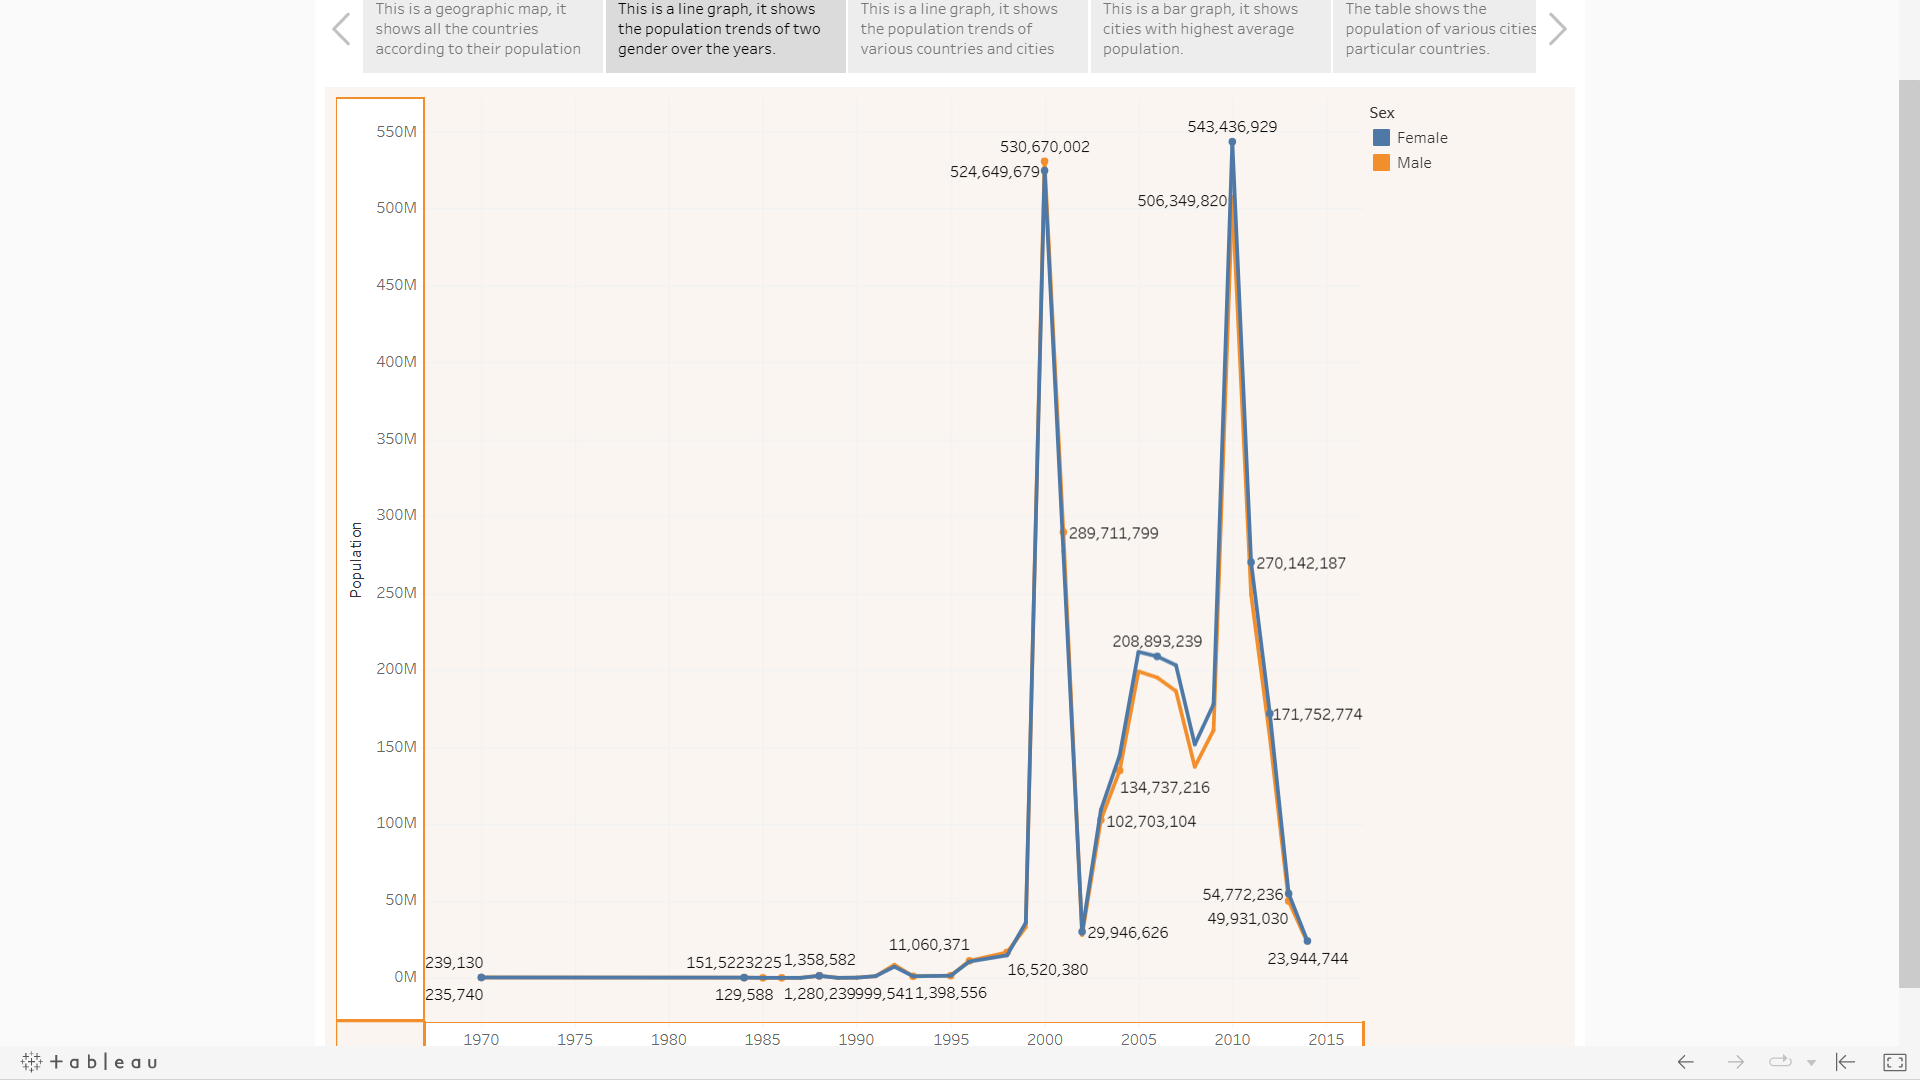 This is a geographic map, it
shows all the countries
according to their population
This is a line graph, it shows
the population trends of two
gender over the years.
This is a line graph, it shows
the population trends of
various countries and cities
This is a bar graph, it shows
cities with highest average
population.
The table shows the
population of various cities
particular countries.
Sex
Female
Male
Population
550M
500M
450M
400M
350M
300M
250M
200M
150M
100M
50M
0M
543,436,929
530,670,002
524,649,679
506,349,820
289,711,799
270,142,187
208,893,239
171,752,774
134,737,216
102,703,104
54,772,236
49,931,030
29,946,626
23,944,744
11,060,371
16,520,380
239,130
235,740
151,522
3225
1,358,582
129,588
1,280,239
999,541
1,398,556
1970
1975
1980
1985
1990
1995
2000
2005
2010
2015
+ableau